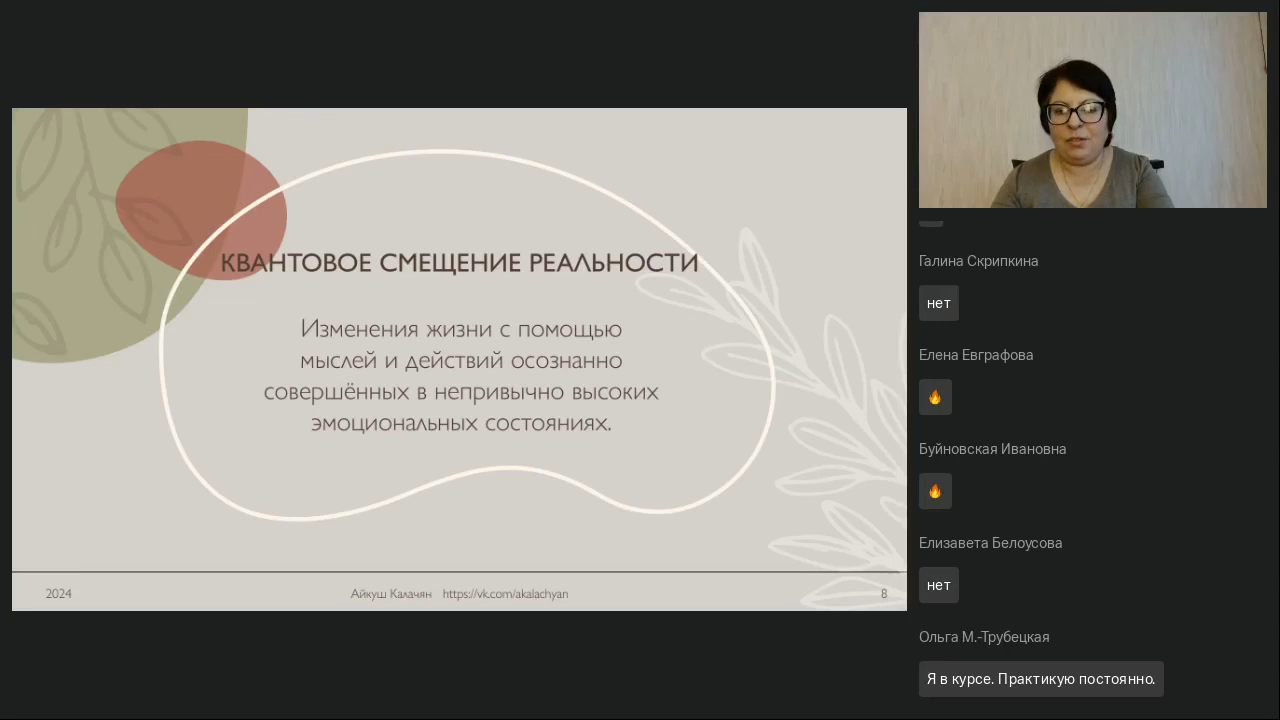 КВАНТОВОЕ СМЕЩЕНИЕ РЕАЛЬНОСТИ
Изменения жизни с помощью
мыслей и действий осознанно
совершённых в непривычно высоких
эмоциональных состояниях.
2024
Айкуш Калачян https://vk.com/akalachyan
8
Галина Скрипкина
нет
Елена Евграфова
🔥
Буйновская Ивановна
🔥
Елизавета Белоусова
нет
Ольга М.-Трубецкая
Я в курсе. Практикую постоянно.